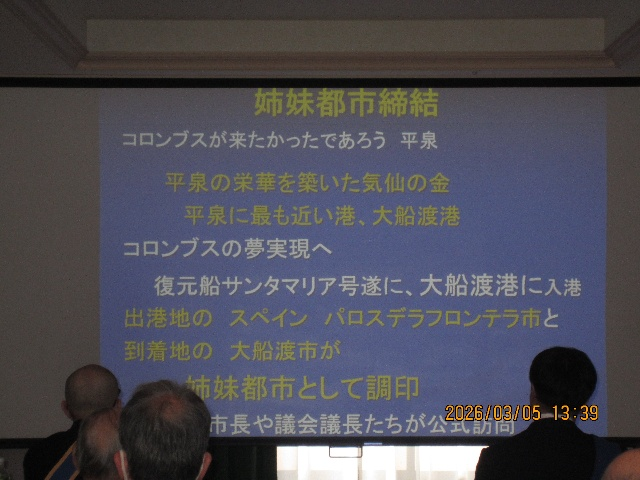 姉妹都市締結
コロンブスが来たかったであろう 平泉
平泉の栄華を築いた気仙の金
平泉に最も近い港、大船渡港
コロンブスの夢実現へ
復元船サンタマリア号遂に、大船渡港に入港
出港地の スペイン パロスデラフロンテラ市と
到着地の 大船渡市が
姉妹都市として調印
市長や議会議長たちが公式訪問
2026/03/05 13:39